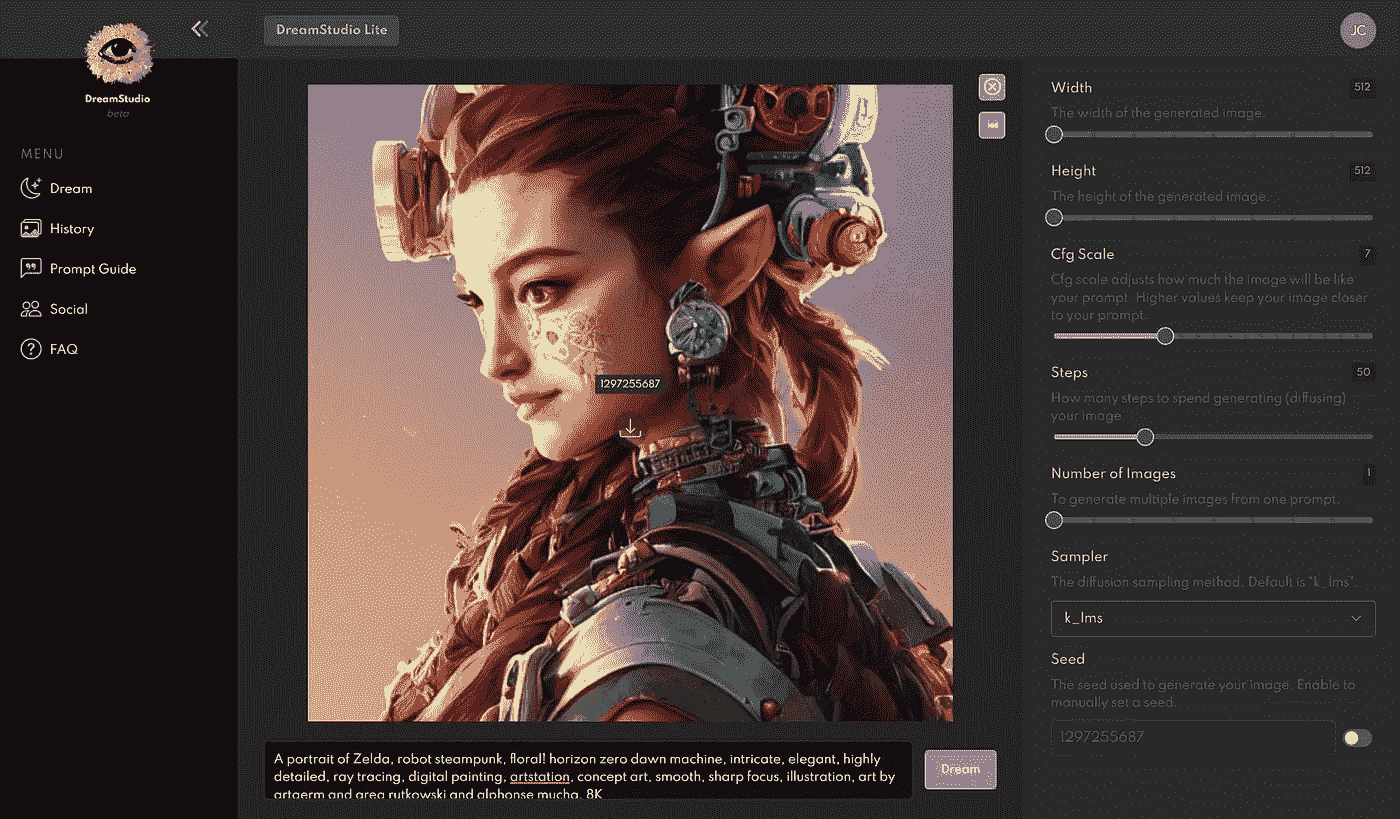 DreamStudio
beta
MENU
Dream
History
Prompt Guide
Social
FAQ
DreamStudio Lite
JC
1297255687
A portrait of Zelda, robot steampunk, floral! horizon zero dawn machine, intricate, elegant, highly
detailed, ray tracing, digital painting, artstation, concept art, smooth, sharp focus, illustration, art by
artgerm and greg rutkowski and alphonse mucha, 8K
Dream
Width 512
The width of the generated image.
Height 512
The height of the generated image.
Cfg Scale 7
Cfg scale adjusts how much the image will be like
your prompt. Higher values keep your image closer
to your prompt.
Steps 50
How many steps to spend generating (diffusing)
your image.
Number of Images 1
To generate multiple images from one prompt.
Sampler
The diffusion sampling method. Default is "k_lms".
k_lms
Seed
The seed used to generate your image. Enable to
manually set a seed.
1297255687